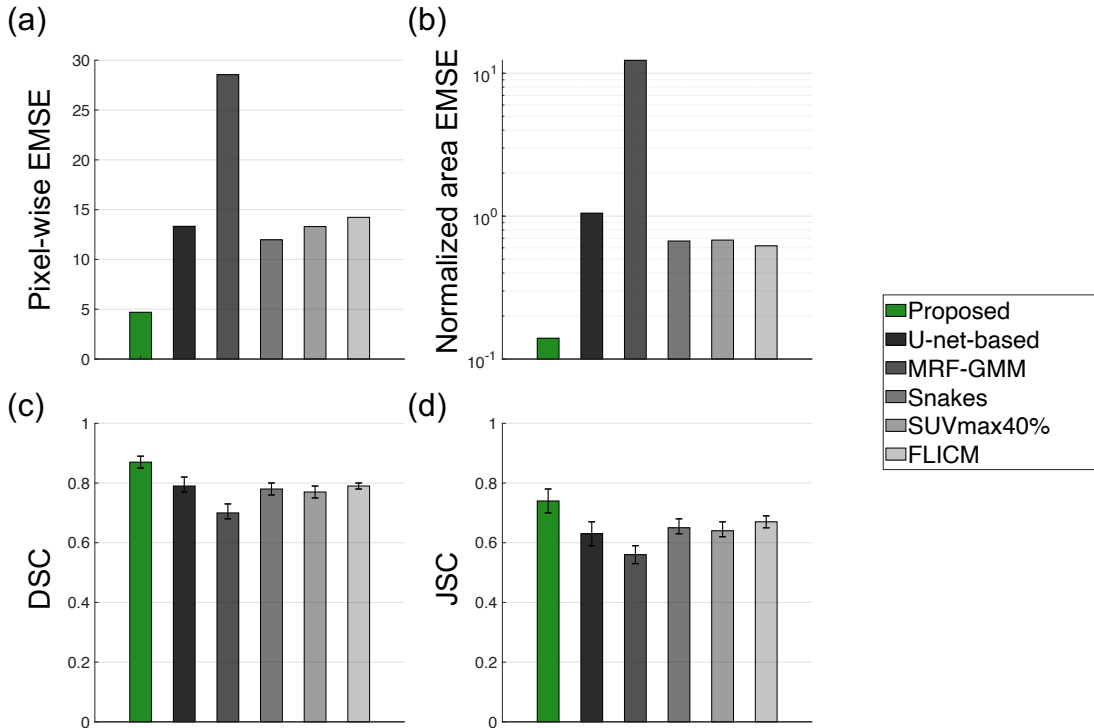 (a)
Pixel-wise EMSE
30
25
20
15
10
5
0
(b)
Normalized area EMSE
10^1
10^0
10^-1
Proposed
U-net-based
MRF-GMM
Snakes
SUVmax40%
FLICM
(c)
DSC
1
0.8
0.6
0.4
0.2
0
(d)
JSC
1
0.8
0.6
0.4
0.2
0